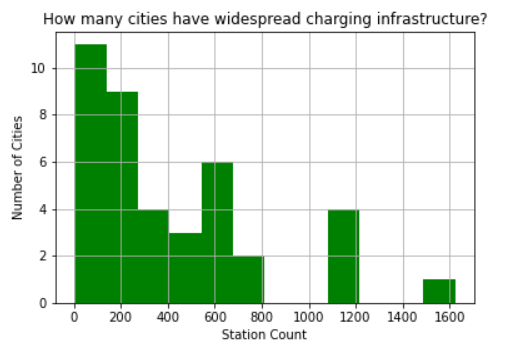 How many cities have widespread charging infrastructure?
10
8
6
4
2
0
Number of Cities
0 200 400 600 800 1000 1200 1400 1600
Station Count